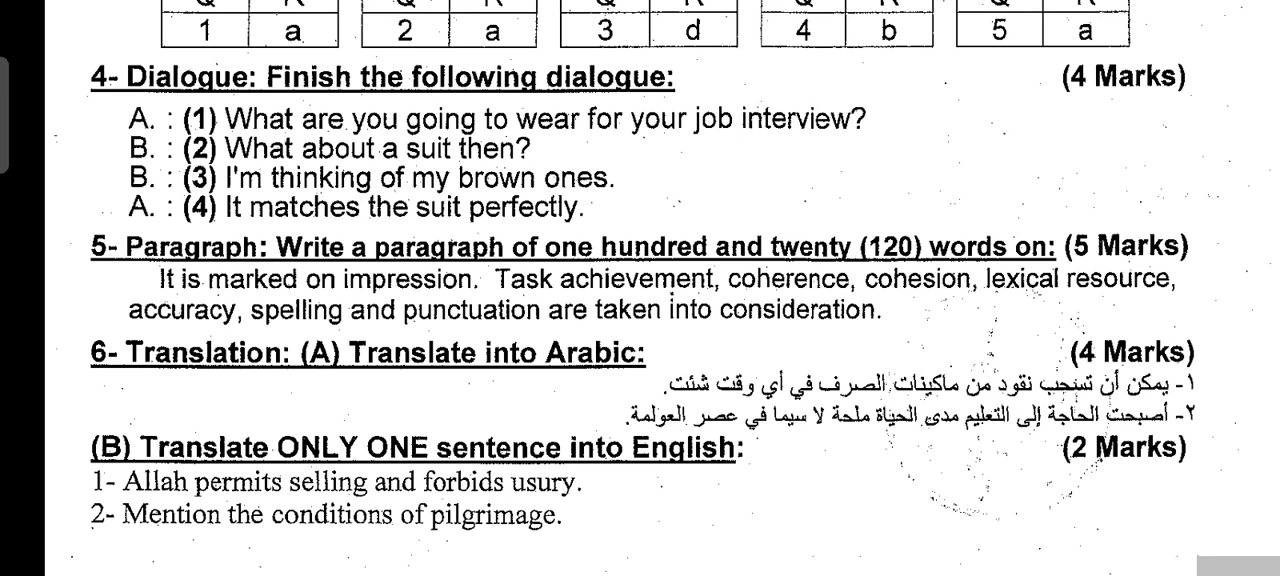 1 a 2 a 3 d 4 b 5 a
4- Dialogue: Finish the following dialogue: (4 Marks)
A. : (1) What are you going to wear for your job interview?
B. : (2) What about a suit then?
B. : (3) I'm thinking of my brown ones.
A. : (4) It matches the suit perfectly.
5- Paragraph: Write a paragraph of one hundred and twenty (120) words on: (5 Marks)
It is marked on impression. Task achievement, coherence, cohesion, lexical resource,
accuracy, spelling and punctuation are taken into consideration.
6- Translation: (A) Translate into Arabic: (4 Marks)
١- يمكن أن تسحب نقود من ماكينات الصرف في أي وقت شئت.
٢- أصبحت الحاجة إلى التعليم مدى الحياة ملحة لا سيما في عصر العولمة.
(B) Translate ONLY ONE sentence into English: (2 Marks)
1- Allah permits selling and forbids usury.
2- Mention the conditions of pilgrimage.